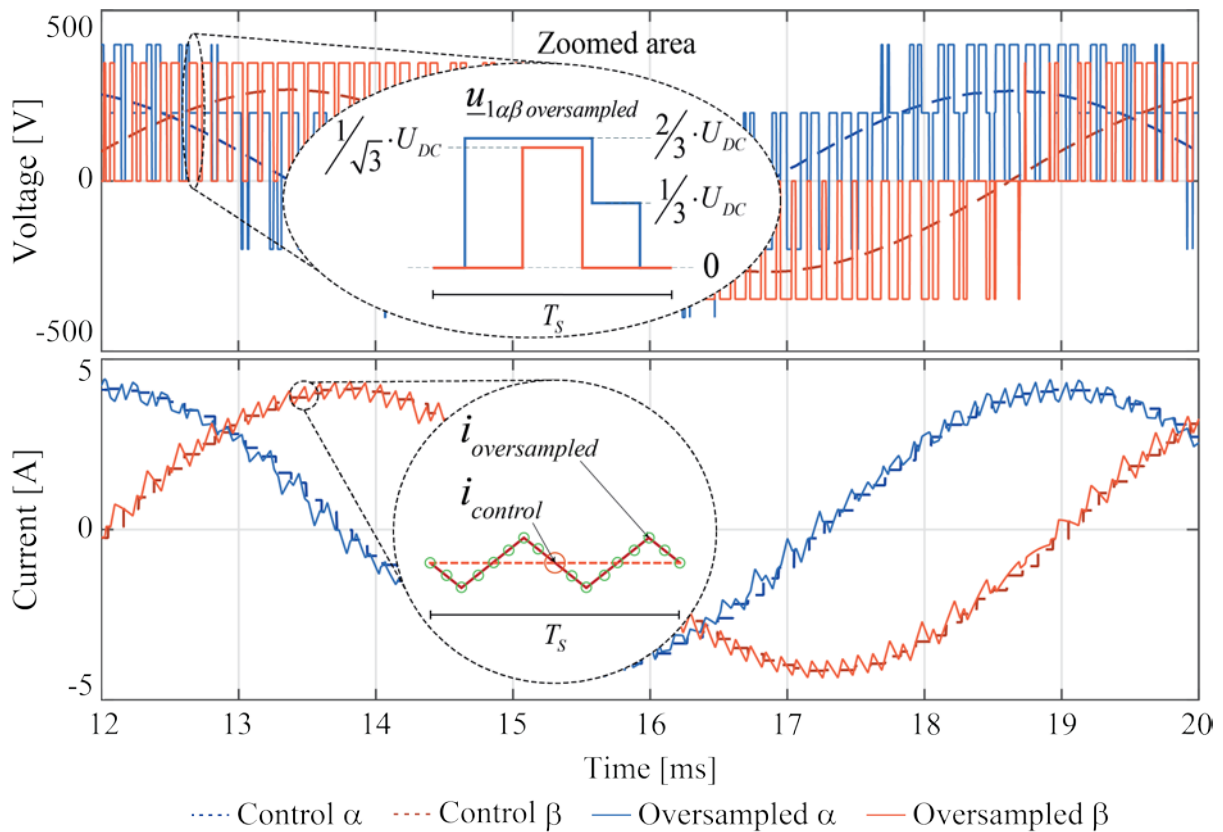 500
0
-500
Voltage [V]
Zoomed area
u1αβ oversampled
1/√3·UDC
2/3·UDC
1/3·UDC
0
TS
5
0
-5
Current [A]
ioversampled
icontrol
TS
12 13 14 15 16 17 18 19 20
Time [ms]
Control α Control β Oversampled α Oversampled β